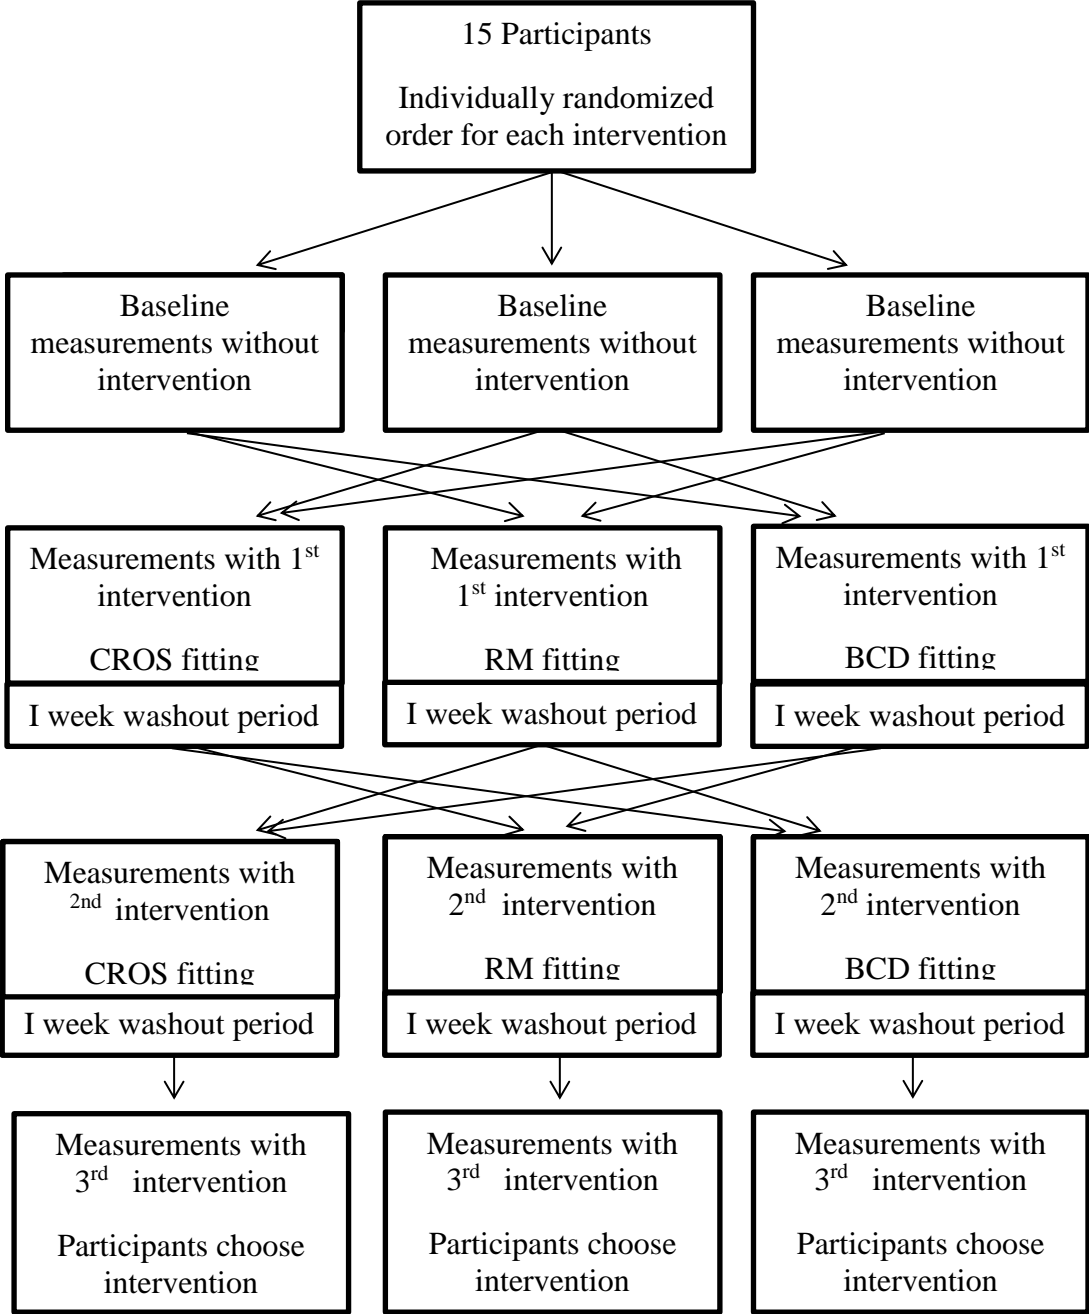 15 Participants
Individually randomized
order for each intervention
Baseline
measurements without
intervention
Baseline
measurements without
intervention
Baseline
measurements without
intervention
Measurements with 1st
intervention
CROS fitting
I week washout period
Measurements with
1st intervention
RM fitting
I week washout period
Measurements with 1st
intervention
BCD fitting
I week washout period
Measurements with
2nd intervention
CROS fitting
I week washout period
Measurements with
2nd intervention
RM fitting
I week washout period
Measurements with
2nd intervention
BCD fitting
I week washout period
Measurements with
3rd intervention
Participants choose
intervention
Measurements with
3rd intervention
Participants choose
intervention
Measurements with
3rd intervention
Participants choose
intervention